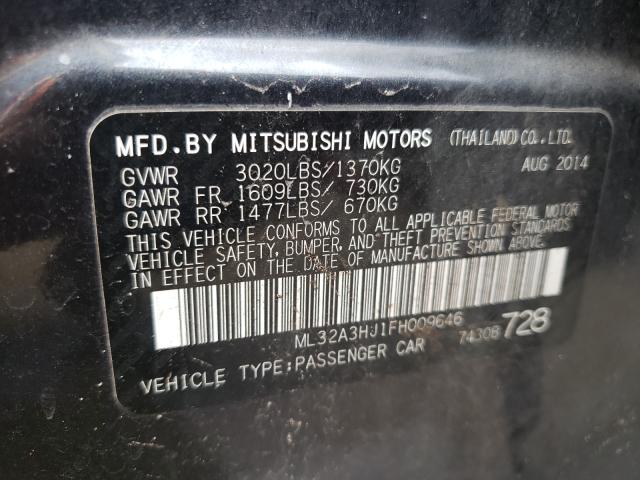 MFD. BY MITSUBISHI MOTORS (THAILAND) CO., LTD.
GVWR 3020LBS/1370KG AUG 2014
GAWR FR 1609LBS/ 730KG
GAWR RR 1477LBS/ 670KG
THIS VEHICLE CONFORMS TO ALL APPLICABLE FEDERAL MOTOR
VEHICLE SAFETY, BUMPER, AND THEFT PREVENTION STANDARDS
IN EFFECT ON THE DATE OF MANUFACTURE SHOWN ABOVE.
ML32A3HJ1FH009646
VEHICLE TYPE: PASSENGER CAR 7430B 728